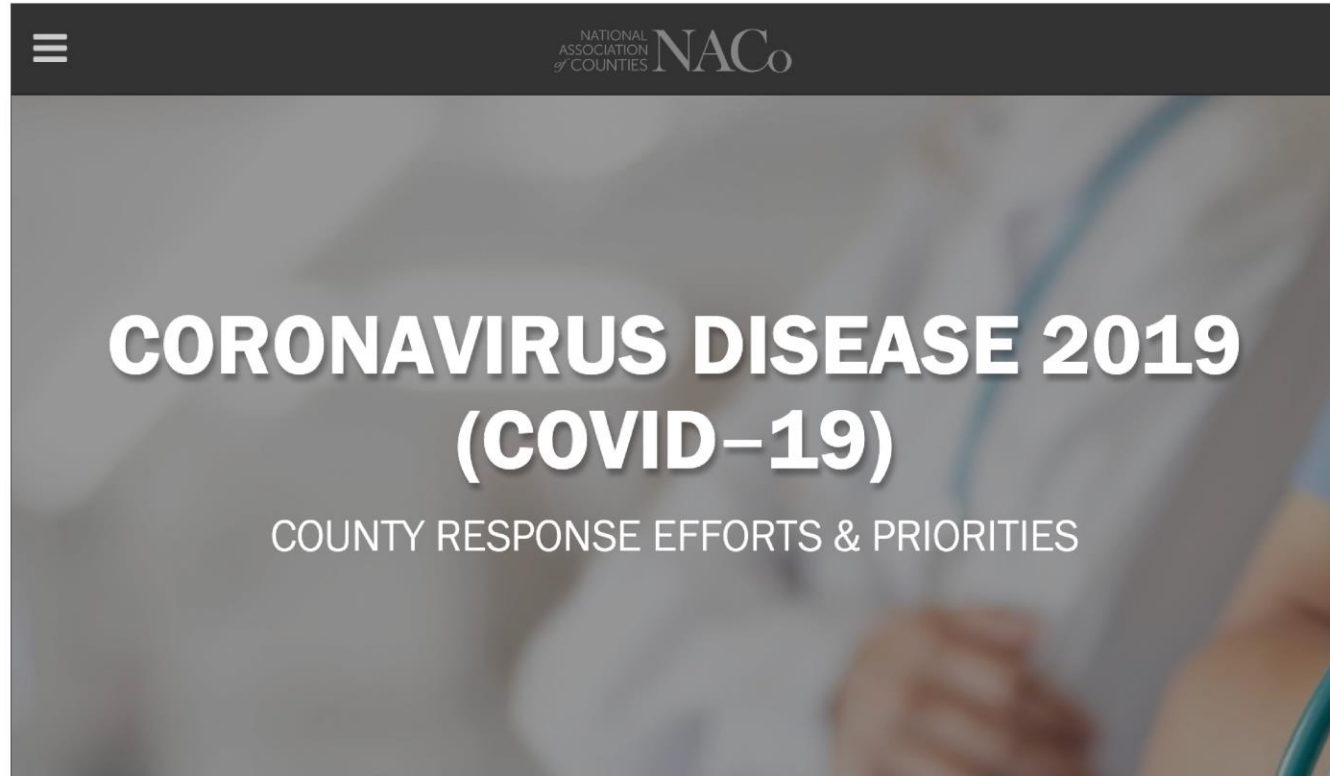 NATIONAL
ASSOCIATION
of COUNTIES NACo
CORONAVIRUS DISEASE 2019
(COVID–19)
COUNTY RESPONSE EFFORTS & PRIORITIES